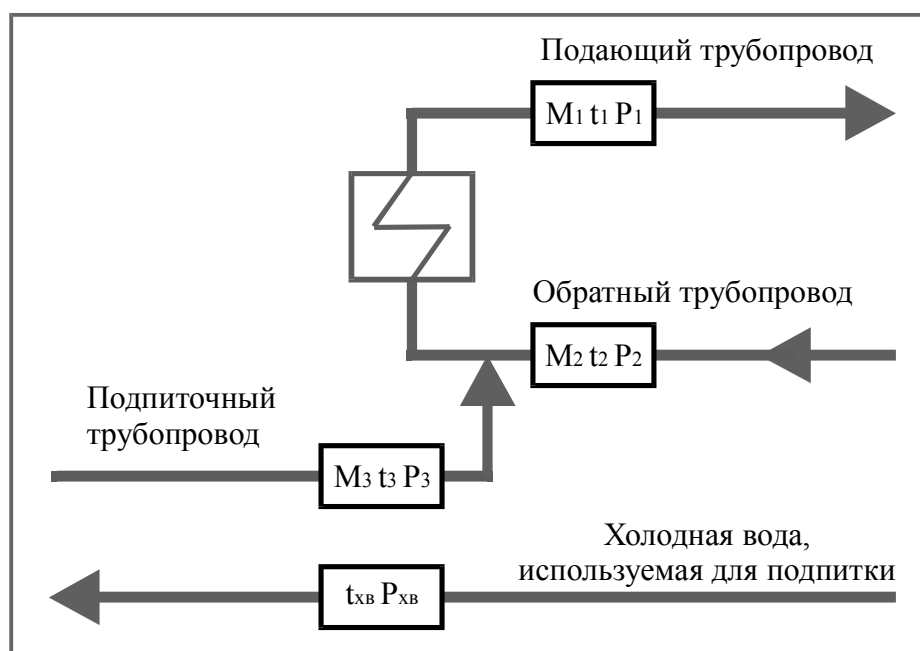 Подающий трубопровод
M₁ t₁ P₁
Обратный трубопровод
M₂ t₂ P₂
Подпиточный
трубопровод
M₃ t₃ P₃
Холодная вода,
используемая для подпитки
tхв Pхв